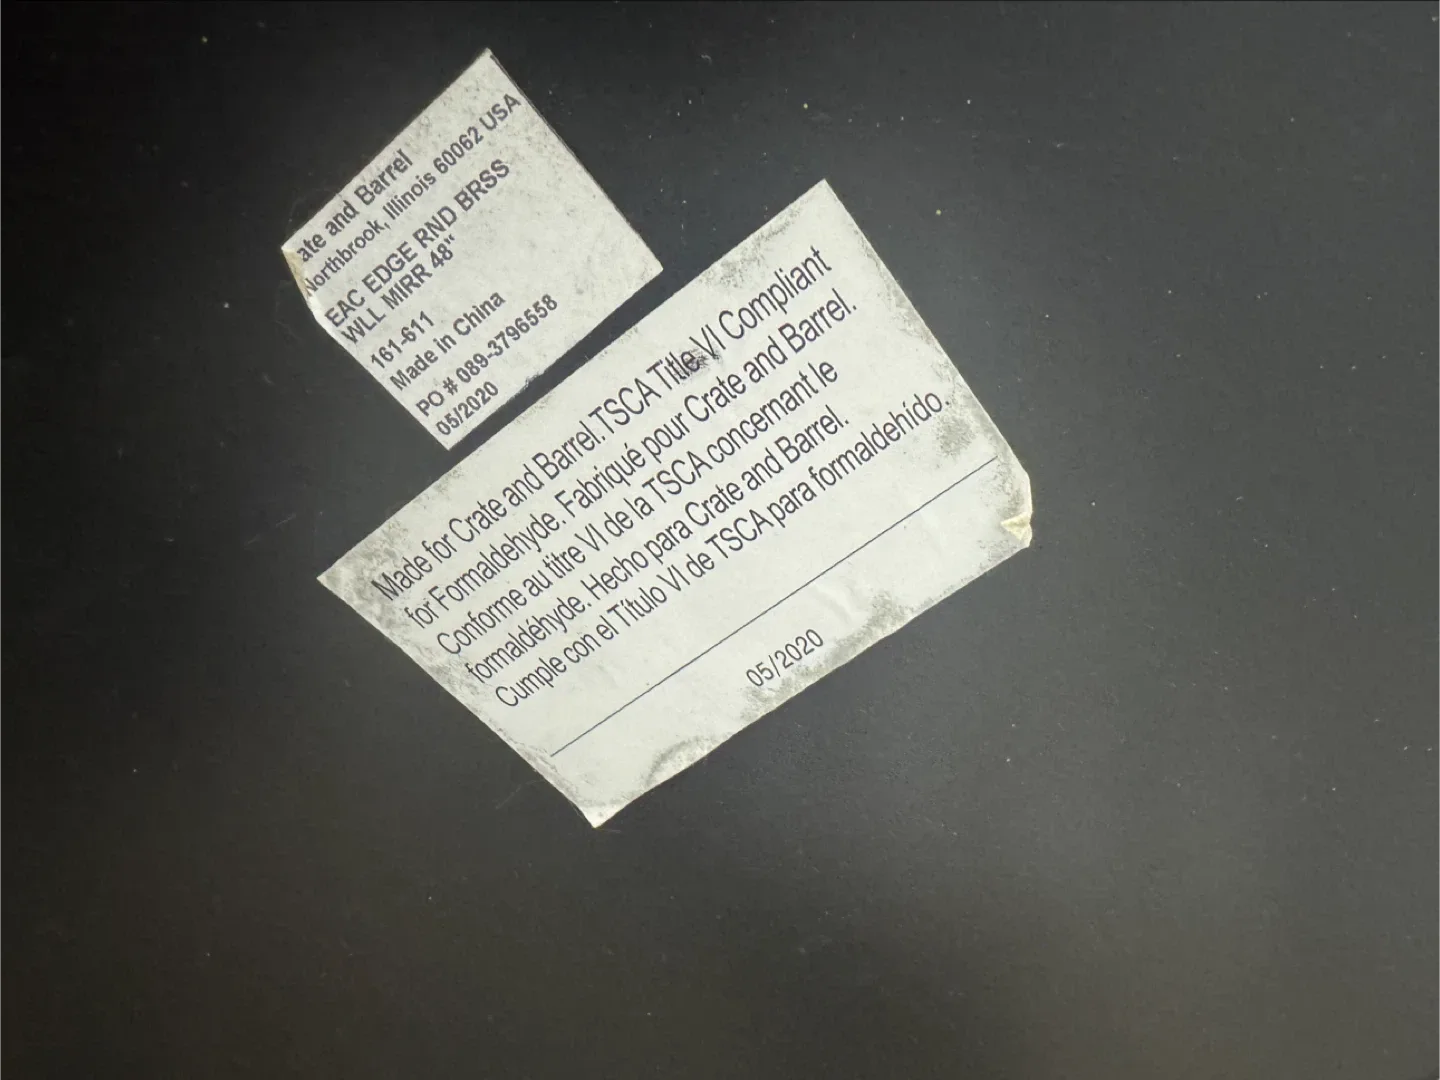 ate and Barrel
Northbrook, Illinois 60062 USA
EAC EDGE RND BRSS
WLL MIRR 48"
161-611
Made in China
PO # 089-3796558
05/2020
Made for Crate and Barrel. TSCA Title VI Compliant
for Formaldehyde. Fabriqué pour Crate and Barrel.
Conforme au titre VI de la TSCA concernant le
formaldéhyde. Hecho para Crate and Barrel.
Cumple con el Título VI de TSCA para formaldehído.
05/2020